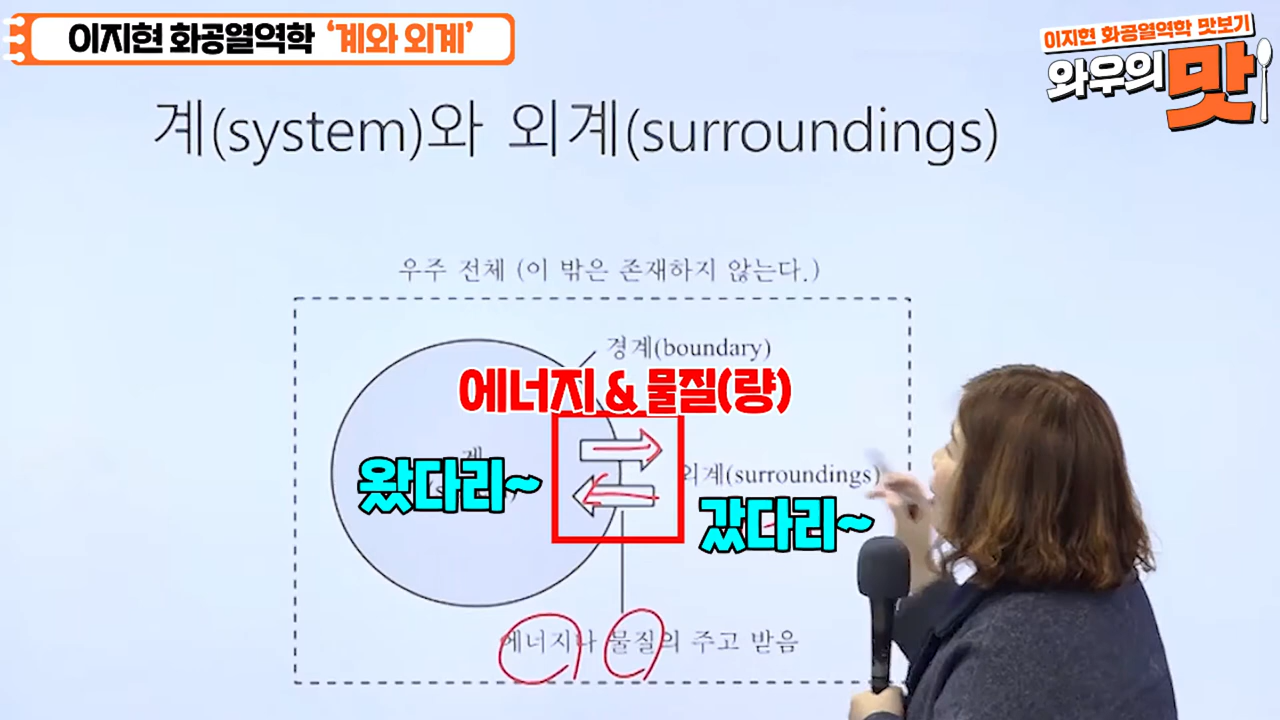 이지현 화공열역학 ‘계와 외계’
이지현 화공열역학 맛보기
와우의 맛
계(system)와 외계(surroundings)
우주 전체 (이 밖은 존재하지 않는다.)
경계(boundary)
에너지 & 물질(량)
계
왔다리~
외계(surroundings)
갔다리~
에너지나 물질의 주고 받음